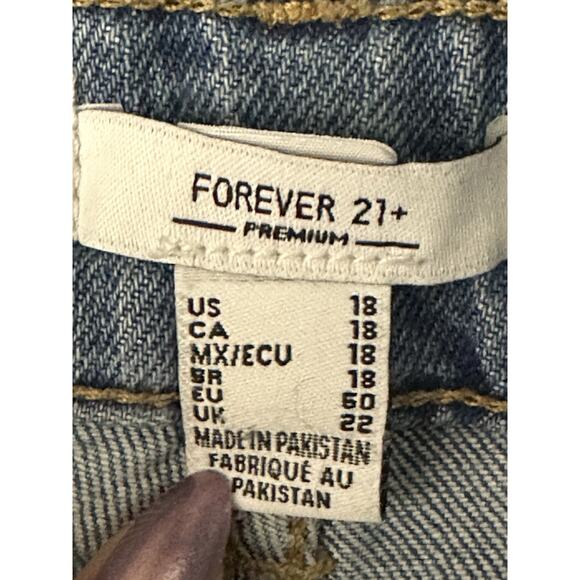 FOREVER 21+
PREMIUM
US 18
CA 18
MX/ECU 18
BR 18
EU 50
UK 22
MADE IN PAKISTAN
FABRIQUÉ AU
PAKISTAN